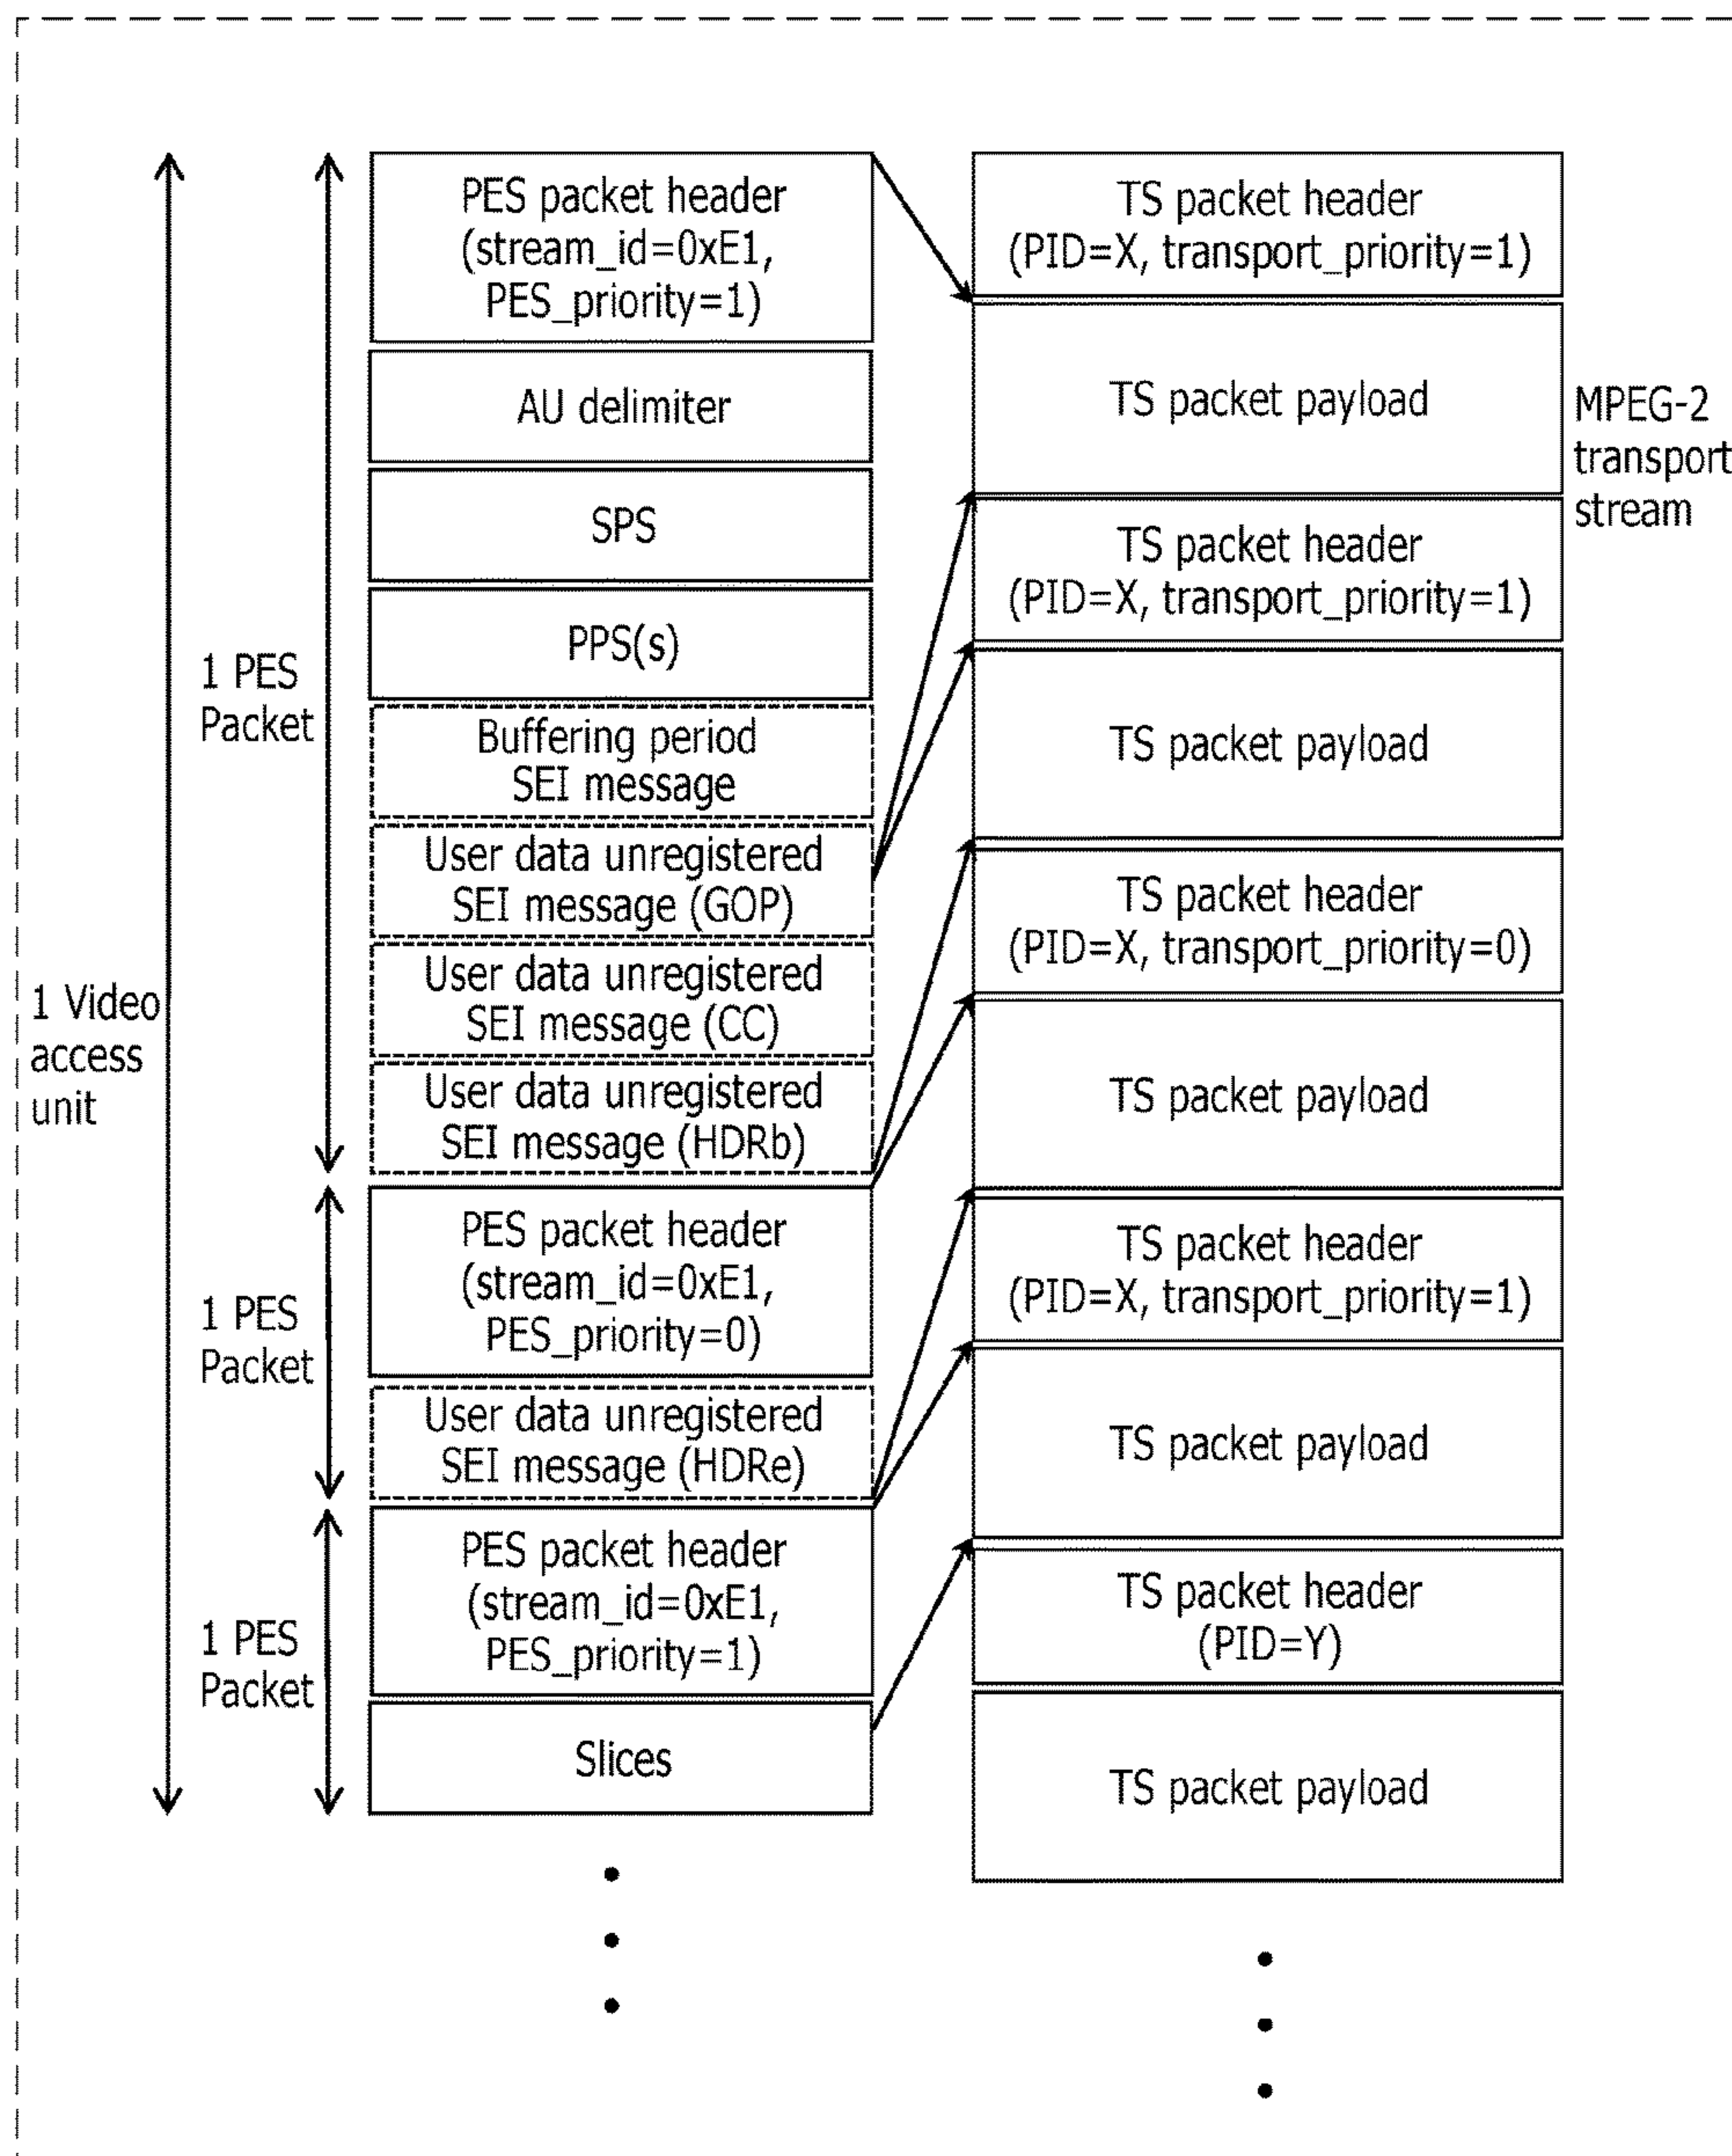 1 Video
access
unit
1 PES
Packet
1 PES
Packet
1 PES
Packet
PES packet header
(stream_id=0xE1,
PES_priority=1)
AU delimiter
SPS
PPS(s)
Buffering period
SEI message
User data unregistered
SEI message (GOP)
User data unregistered
SEI message (CC)
User data unregistered
SEI message (HDRb)
PES packet header
(stream_id=0xE1,
PES_priority=0)
User data unregistered
SEI message (HDRe)
PES packet header
(stream_id=0xE1,
PES_priority=1)
Slices
TS packet header
(PID=X, transport_priority=1)
TS packet payload
TS packet header
(PID=X, transport_priority=1)
TS packet payload
TS packet header
(PID=X, transport_priority=0)
TS packet payload
TS packet header
(PID=X, transport_priority=1)
TS packet payload
TS packet header
(PID=Y)
TS packet payload
MPEG-2
transport
stream